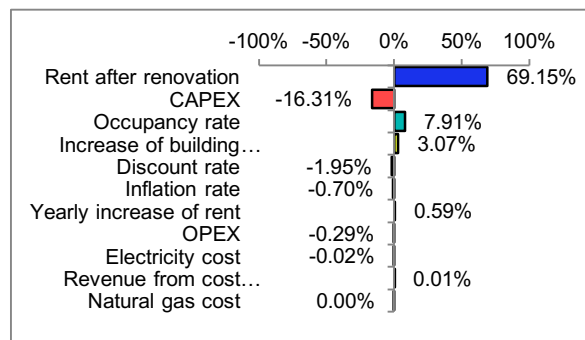 -100% -50% 0% 50% 100%
Rent after renovation 69.15%
CAPEX -16.31%
Occupancy rate 7.91%
Increase of building… 3.07%
Discount rate -1.95%
Inflation rate -0.70%
Yearly increase of rent 0.59%
OPEX -0.29%
Electricity cost -0.02%
Revenue from cost… 0.01%
Natural gas cost 0.00%